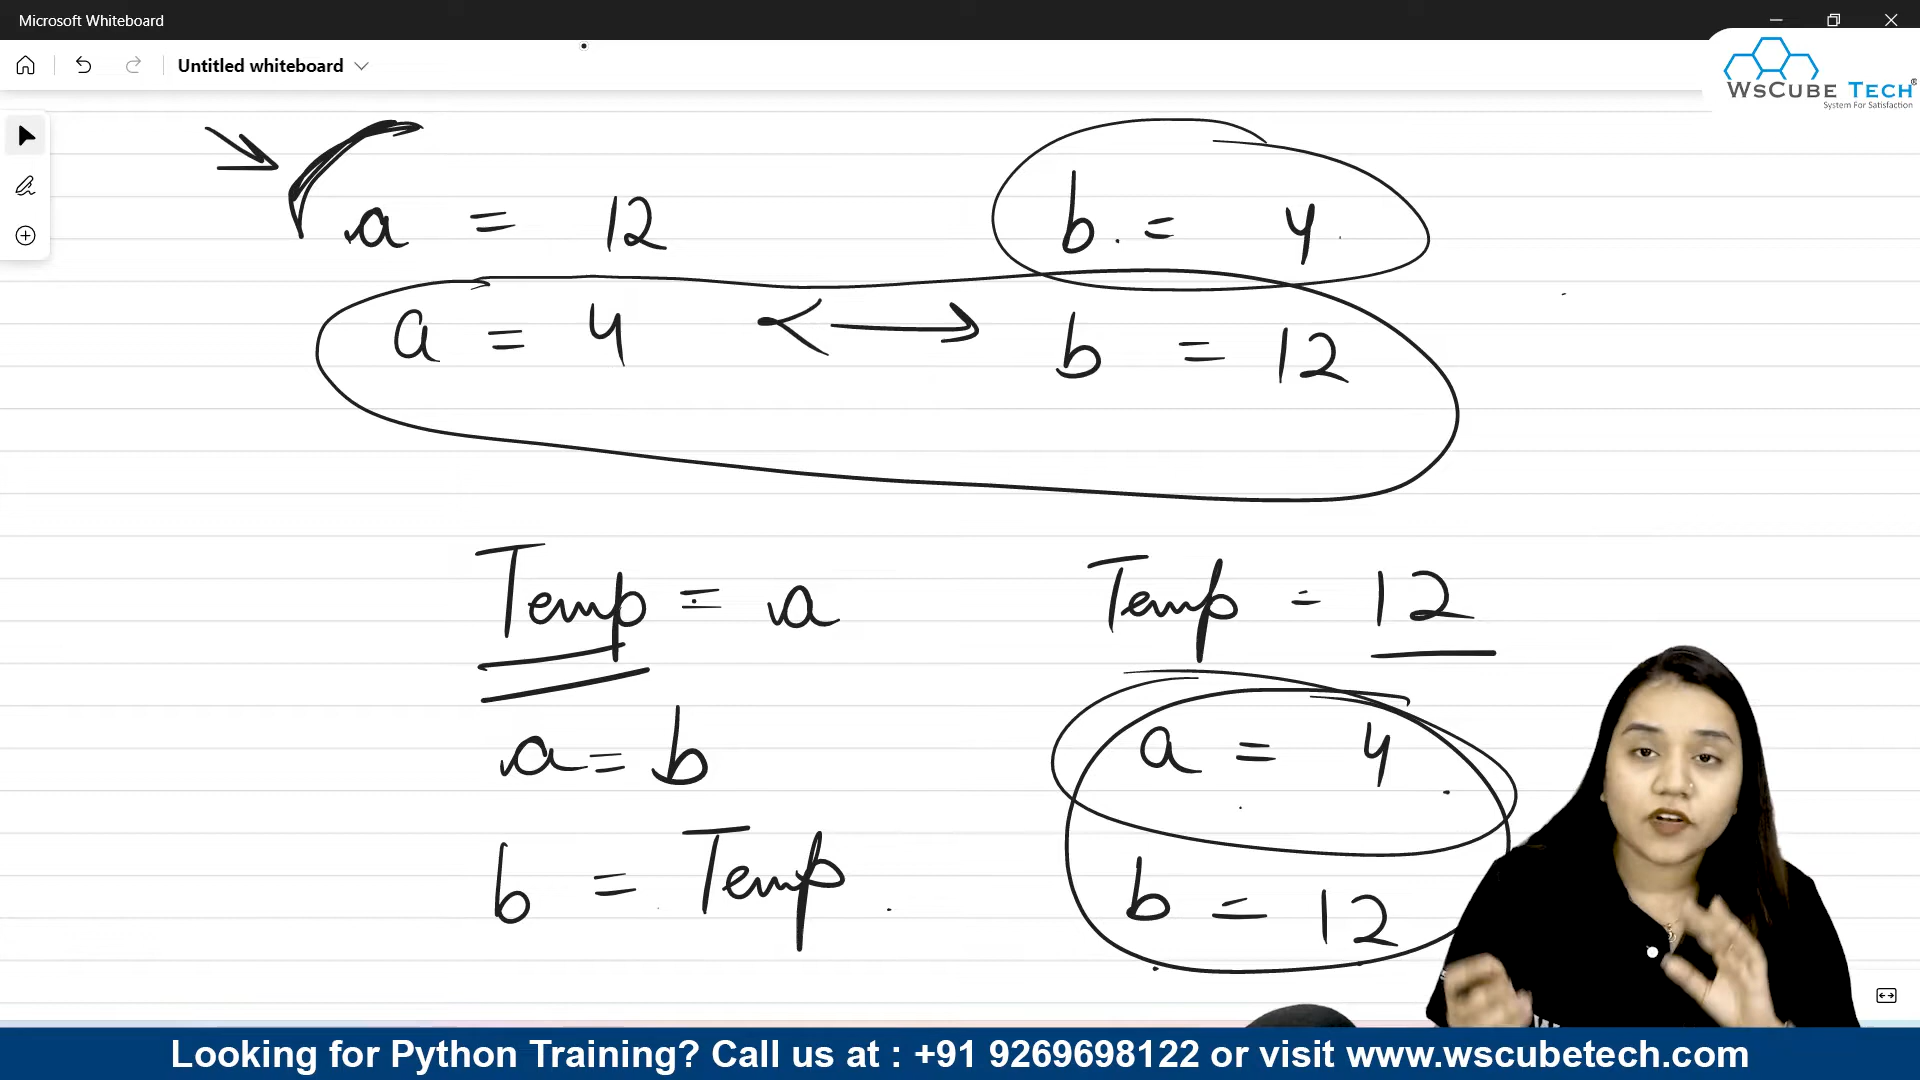 Microsoft Whiteboard
Untitled whiteboard
WSCUBE TECH
System For Satisfaction
a = 12 b = 4
a = 4 b = 12
Temp = a Temp = 12
a = b a = 4
b = Temp b = 12
Looking for Python Training? Call us at : +91 9269698122 or visit www.wscubetech.com